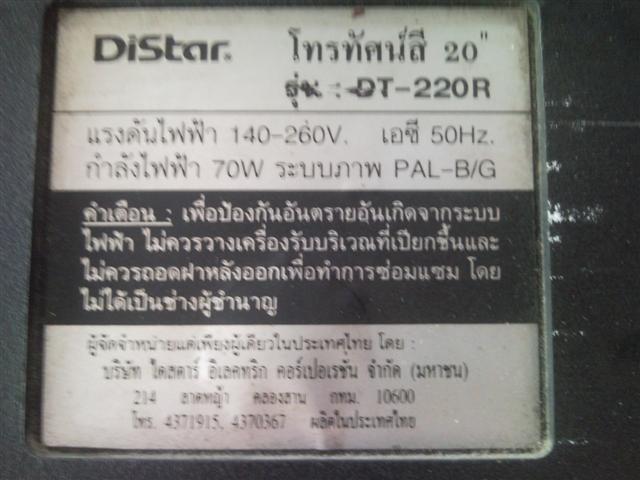 DiStar. โทรทัศน์สี 20"
รุ่น : DT-220R
แรงดันไฟฟ้า 140-260V. เอซี 50Hz.
กำลังไฟฟ้า 70W ระบบภาพ PAL-B/G
คำเตือน : เพื่อป้องกันอันตรายอันเกิดจากระบบ
ไฟฟ้า ไม่ควรวางเครื่องรับบริเวณที่เปียกชื้นและ
ไม่ควรถอดฝาหลังออกเพื่อทำการซ่อมแซม โดย
ไม่ได้เป็นช่างผู้ชำนาญ
ผู้จัดจำหน่ายแต่เพียงผู้เดียวในประเทศไทย โดย :
บริษัท ไดสตาร์ อิเลคทริก คอร์เปอเรชั่น จำกัด (มหาชน)
214 ลาดหญ้า คลองสาน กทม. 10600
โทร. 4371915, 4370367 ผลิตในประเทศไทย